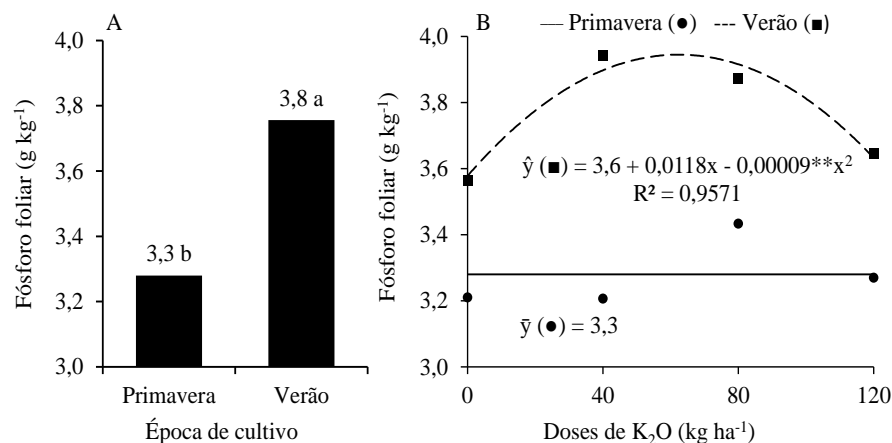 A
Fósforo foliar (g kg⁻¹)
4,0
3,8
3,6
3,4
3,2
3,0
3,3 b
3,8 a
Primavera Verão
Época de cultivo
B — Primavera (●) --- Verão (■)
Fósforo foliar (g kg⁻¹)
4,0
3,8
3,6
3,4
3,2
3,0
ŷ (■) = 3,6 + 0,0118x - 0,00009**x²
R² = 0,9571
ȳ (●) = 3,3
0 40 80 120
Doses de K₂O (kg ha⁻¹)